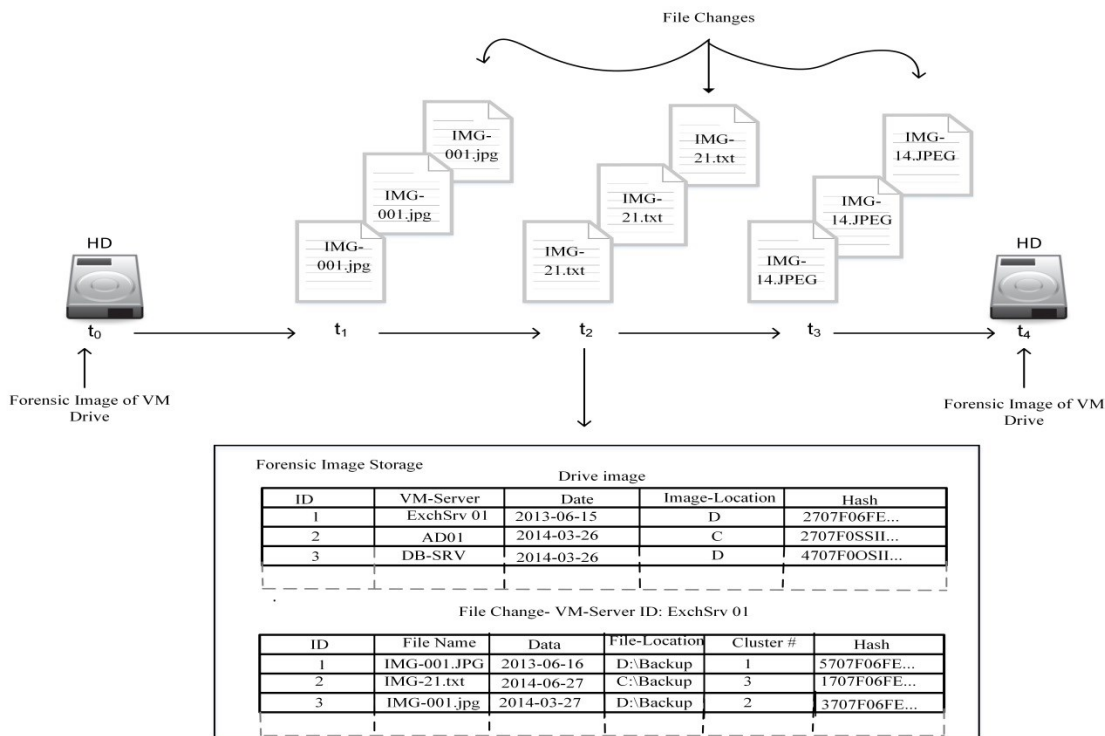 File Changes
IMG-
001.jpg
IMG-
001.jpg
IMG-
001.jpg
IMG-
21.txt
IMG-
21.txt
IMG-
21.txt
IMG-
14.JPEG
IMG-
14.JPEG
IMG-
14.JPEG
HD
HD
t0
t1
t2
t3
t4
Forensic Image of VM
Drive
Forensic Image of VM
Drive
Forensic Image Storage
Drive image
ID VM-Server Date Image-Location Hash
1 ExchSrv 01 2013-06-15 D 2707F06FE...
2 AD01 2014-03-26 C 2707F0SSII...
3 DB-SRV 2014-03-26 D 4707F0OSII...
File Change- VM-Server ID: ExchSrv 01
ID File Name Data File-Location Cluster # Hash
1 IMG-001.JPG 2013-06-16 D:\Backup 1 5707F06FE...
2 IMG-21.txt 2014-06-27 C:\Backup 3 1707F06FE...
3 IMG-001.jpg 2014-03-27 D:\Backup 2 3707F06FE...